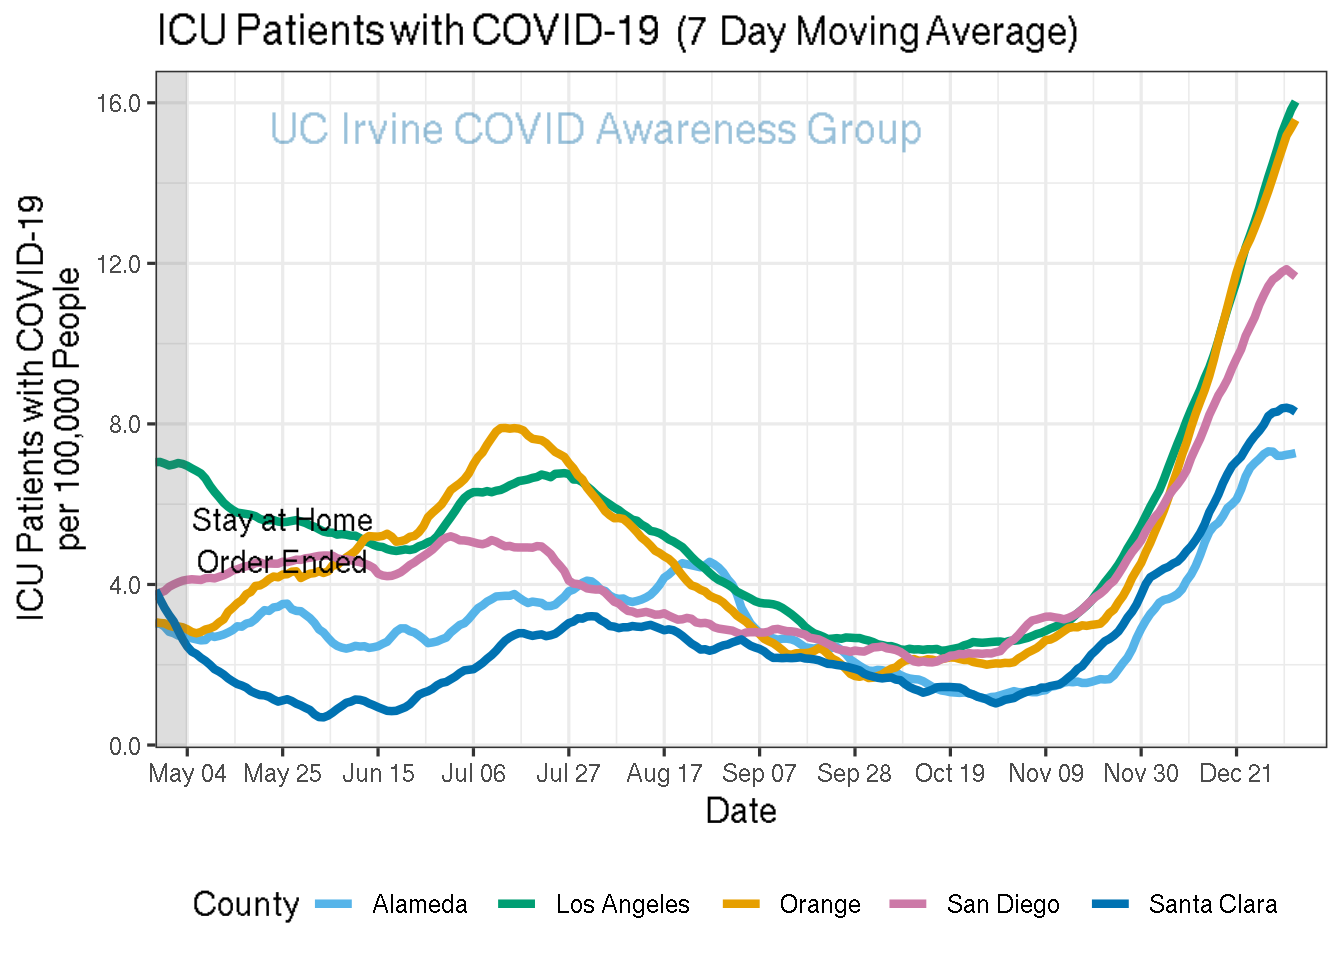 ICU Patients with COVID-19 (7 Day Moving Average)
UC Irvine COVID Awareness Group
ICU Patients with COVID-19
per 100,000 People
16.0
12.0
8.0
4.0
0.0
Stay at Home
Order Ended
May 04 May 25 Jun 15 Jul 06 Jul 27 Aug 17 Sep 07 Sep 28 Oct 19 Nov 09 Nov 30 Dec 21
Date
County Alameda Los Angeles Orange San Diego Santa Clara